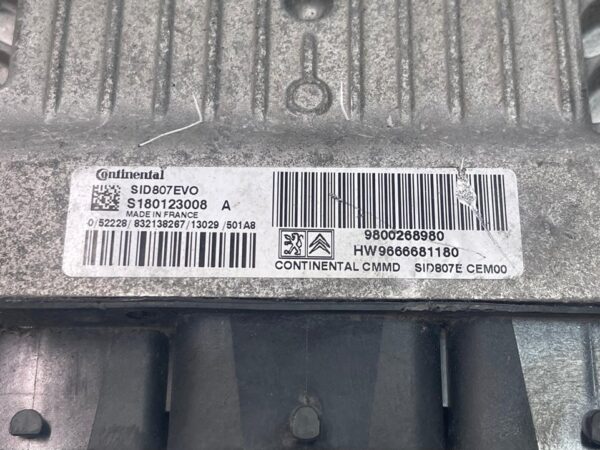 Continental
SID807EVO
S180123008 A
MADE IN FRANCE
0/52228/832138267/13029/501A8
9800268980
HW9666681180
CONTINENTAL CMMD SID807E CEM00